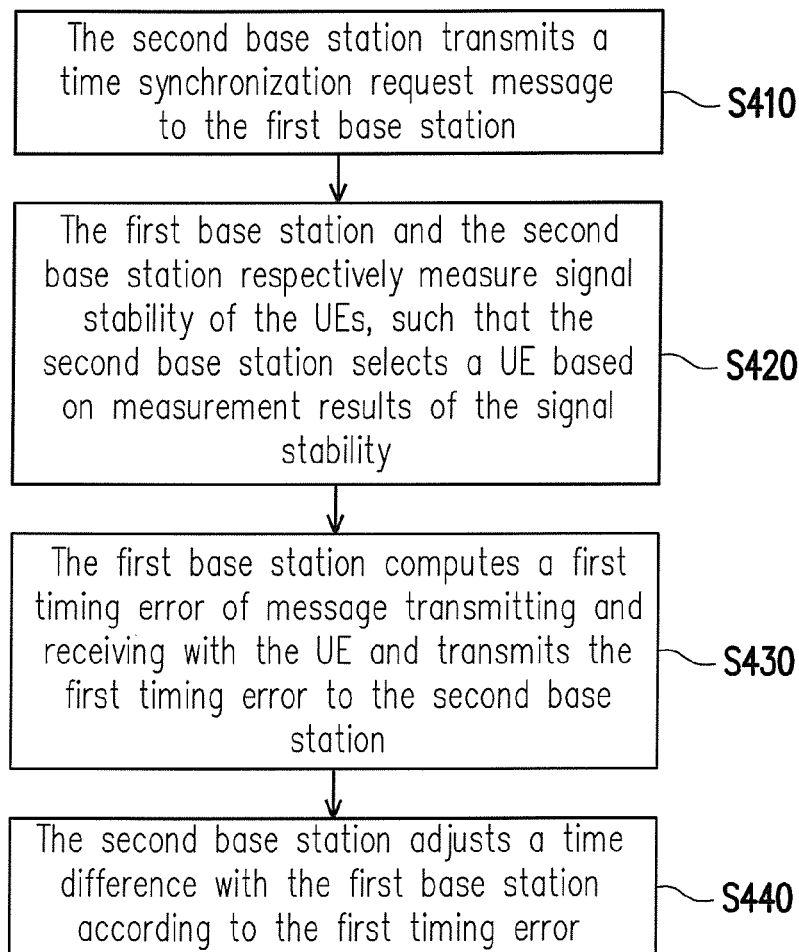 The second base station transmits a
time synchronization request message
to the first base station
S410
The first base station and the second
base station respectively measure signal
stability of the UEs, such that the
second base station selects a UE based
on measurement results of the signal
stability
S420
The first base station computes a first
timing error of message transmitting and
receiving with the UE and transmits the
first timing error to the second base
station
S430
The second base station adjusts a time
difference with the first base station
according to the first timing error
S440